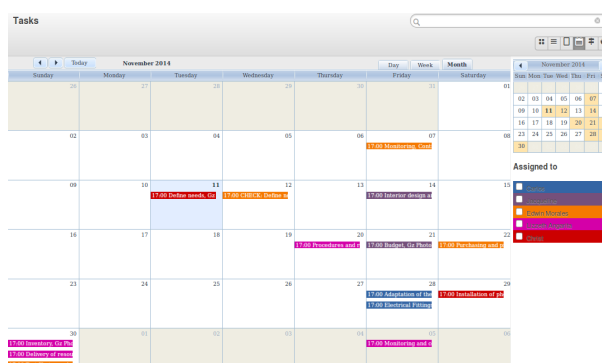 Tasks
Today
November 2014
Day
Week
Month
November 2014
Sunday
Monday
Tuesday
Wednesday
Thursday
Friday
Saturday
Sun Mon Tue Wed Thu Fri
26 27 28 29 30 31 01
02 03 04 05 06 07
09 10 11 12 13 14
16 17 18 19 20 21
23 24 25 26 27 28
30
02 03 04 05 06 07 08
17:00 Monitoring, Cont
Assigned to
09 10 11 12 13 14 15
17:00 Define needs, Gz
17:00 CHECK: Define n
17:00 Interior design a
Edwin Morales
16 17 18 19 20 21 22
17:00 Procedures and r
17:00 Budget, Gz Photo
17:00 Purchasing and p
23 24 25 26 27 28 29
17:00 Adaptation of the
17:00 Installation of ph
17:00 Electrical Fitting
30 01 02 03 04 05 06
17:00 Inventory, Gz Pho
17:00 Monitoring and c
17:00 Delivery of resou